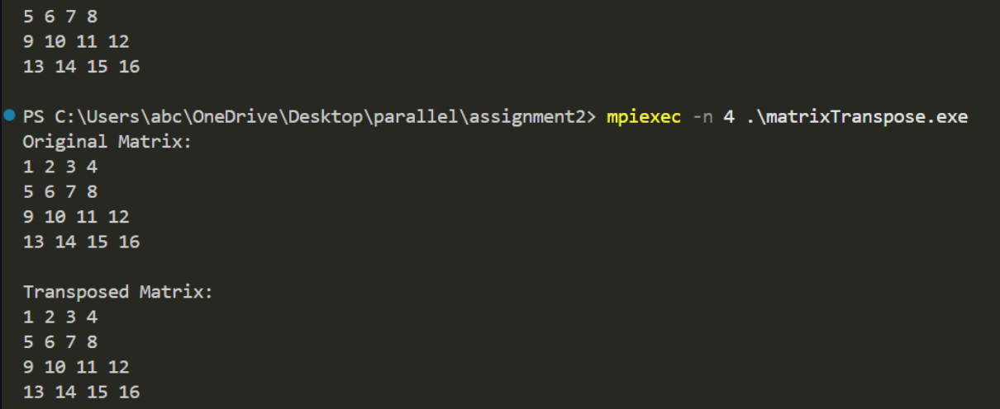 5 6 7 8
9 10 11 12
13 14 15 16
PS C:\Users\abc\OneDrive\Desktop\parallel\assignment2> mpiexec -n 4 .\matrixTranspose.exe
Original Matrix:
1 2 3 4
5 6 7 8
9 10 11 12
13 14 15 16
Transposed Matrix:
1 2 3 4
5 6 7 8
9 10 11 12
13 14 15 16